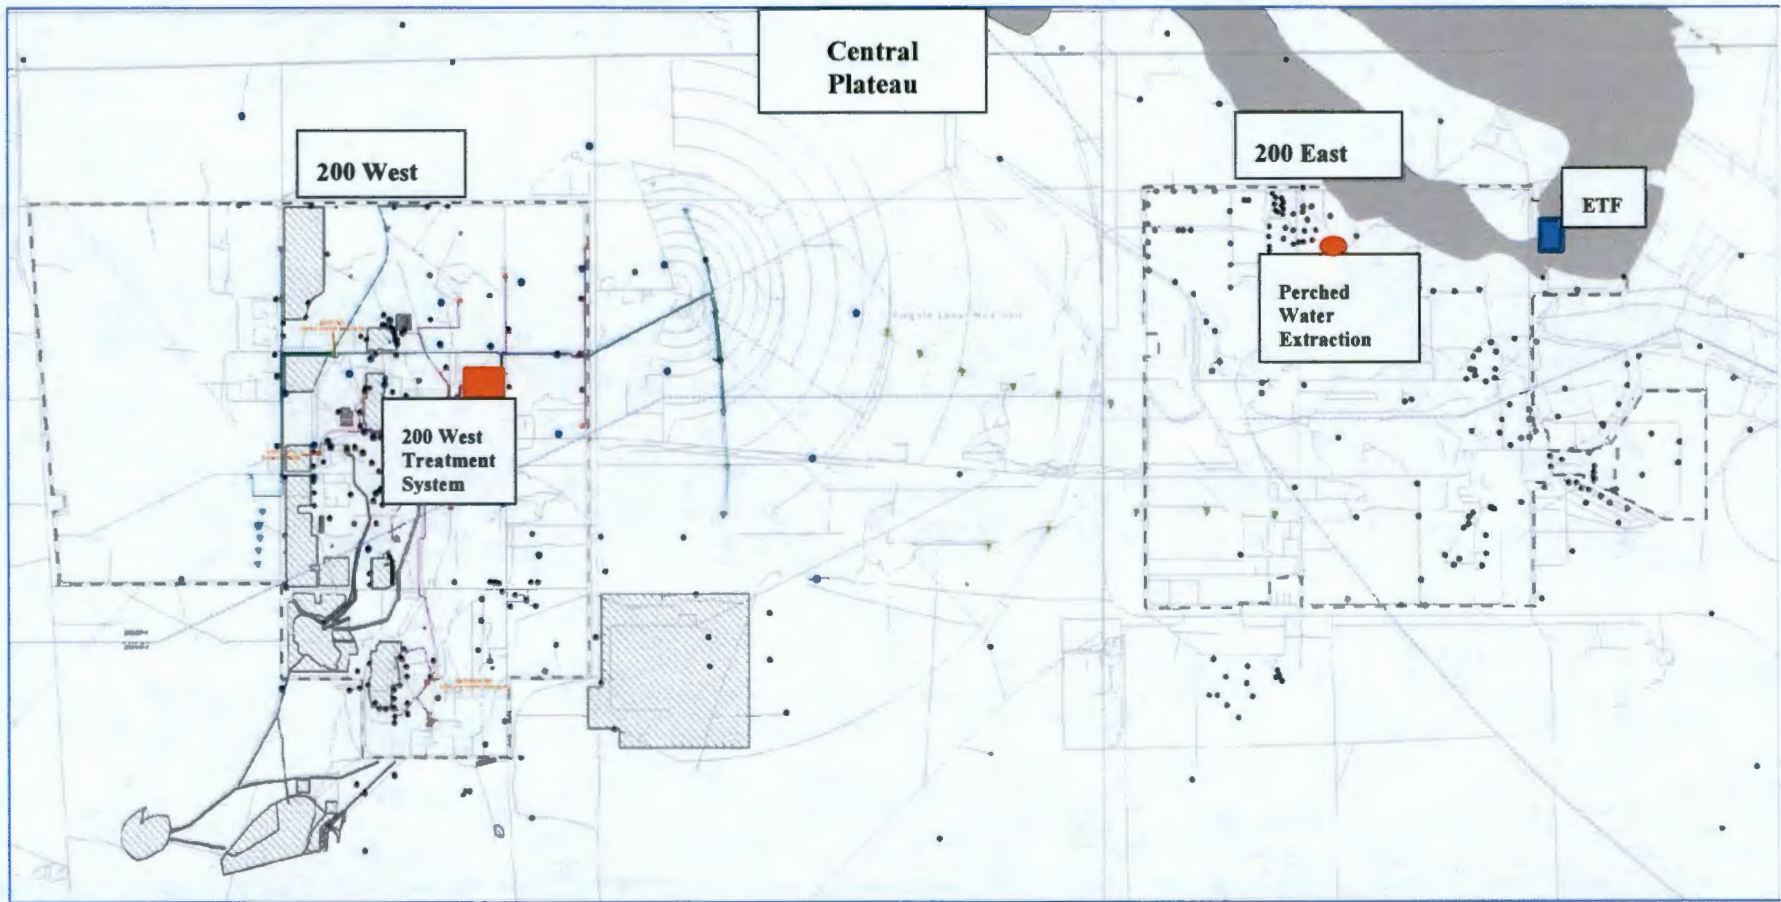 Central
Plateau
200 West
200 East
ETF
Perched
Water
Extraction
200 West
Treatment
System